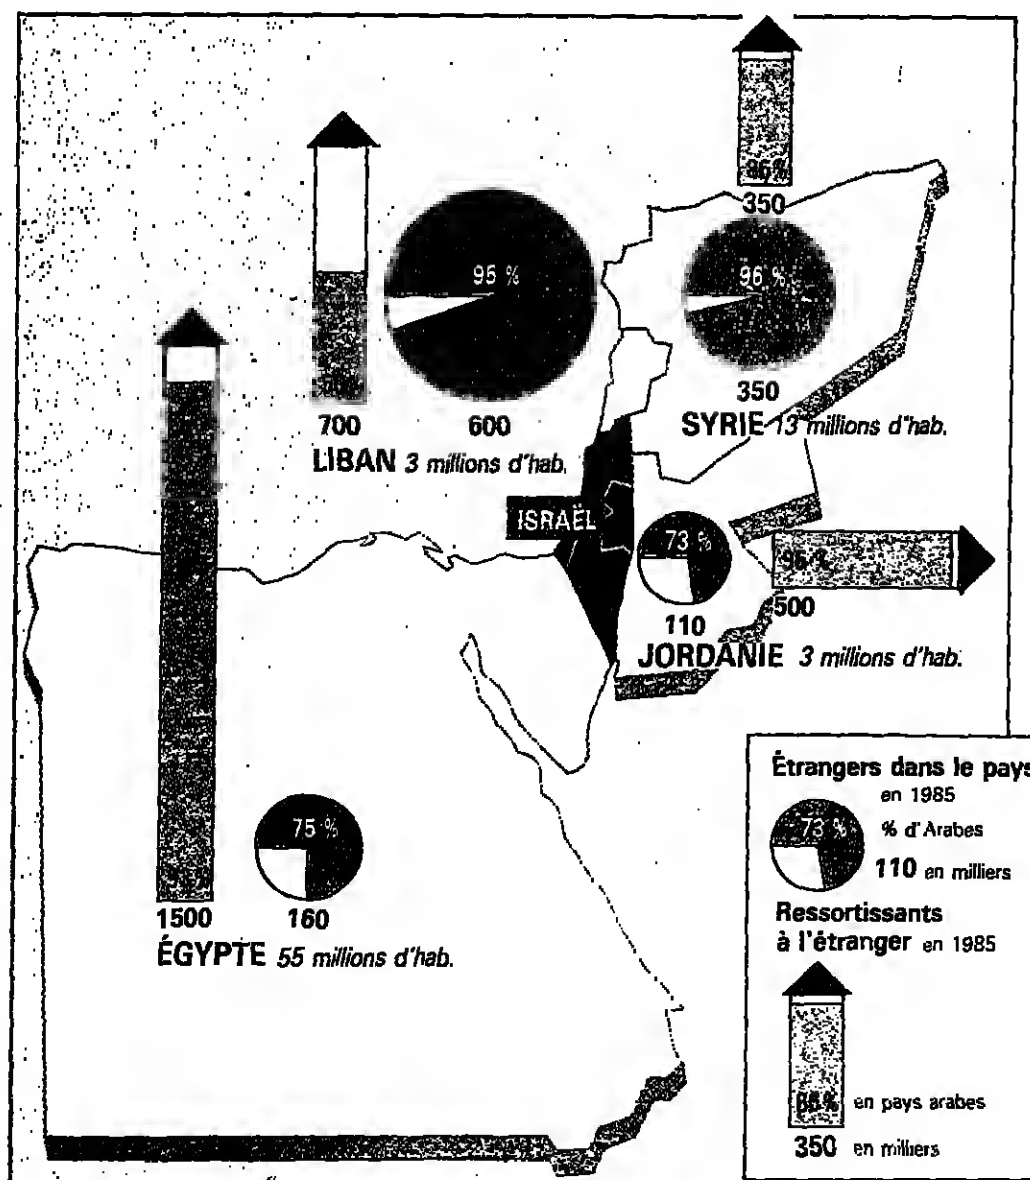 86%
350
95 %
96 %
350
700
600
SYRIE 13 millions d'hab.
LIBAN 3 millions d'hab.
ISRAËL
73 %
500
110
JORDANIE 3 millions d'hab.
75 %
1500
160
ÉGYPTE 55 millions d'hab.
Étrangers dans le pays
en 1985
73 %
% d'Arabes
110 en milliers
Ressortissants
à l'étranger en 1985
en pays arabes
350 en milliers